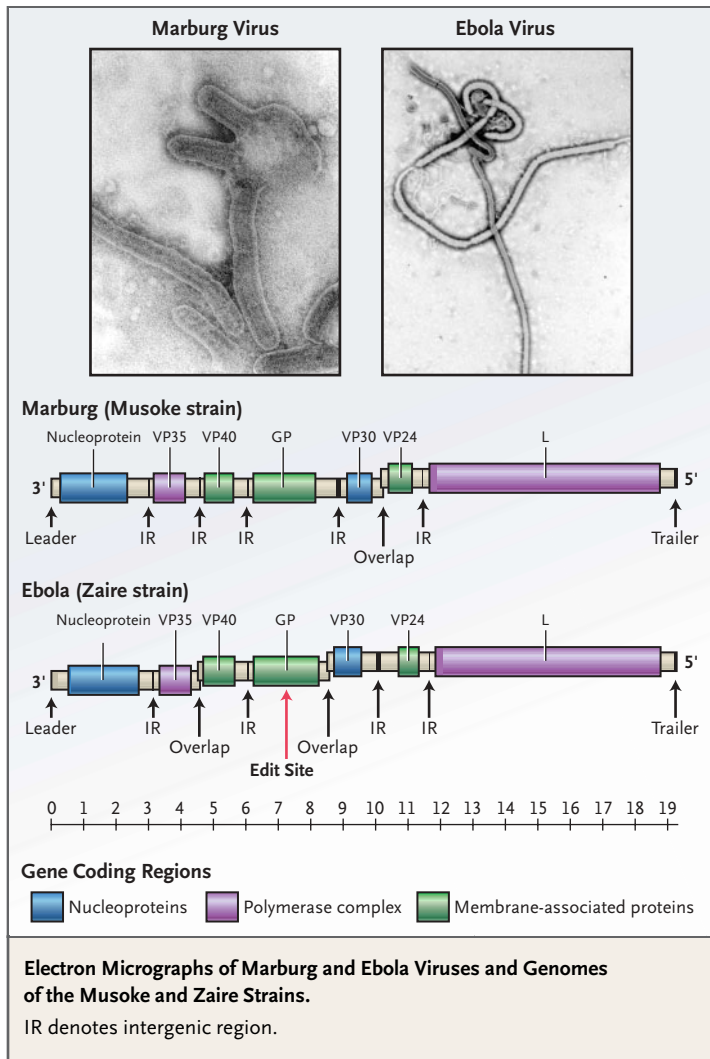 Marburg Virus
Ebola Virus
Marburg (Musoke strain)
Nucleoprotein VP35 VP40 GP VP30 VP24 L
3' 5'
Leader IR IR IR IR Overlap IR Trailer
Ebola (Zaire strain)
Nucleoprotein VP35 VP40 GP VP30 VP24 L
3' 5'
Leader IR Overlap IR Edit Site Overlap IR IR Trailer
0 1 2 3 4 5 6 7 8 9 10 11 12 13 14 15 16 17 18 19
Gene Coding Regions
Nucleoproteins Polymerase complex Membrane-associated proteins
Electron Micrographs of Marburg and Ebola Viruses and Genomes
of the Musoke and Zaire Strains.
IR denotes intergenic region.